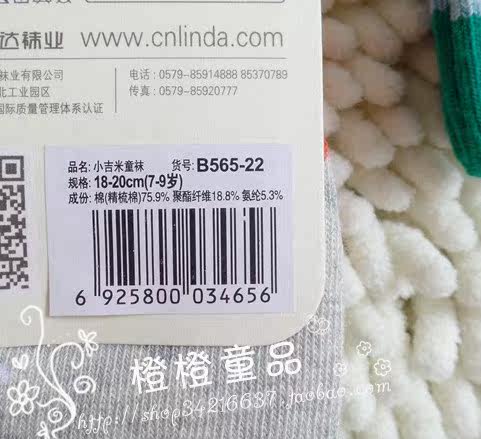 达袜业 www.cnlinda.com
袜业有限公司
北工业园区
国际质量管理体系认证
电话：0579-85914888 85370789
传真：0579-85920777
品名：小吉米童袜 货号：B565-22
规格：18-20cm(7-9岁)
成份：棉(精梳棉)75.9% 聚酯纤维18.8% 氨纶5.3%
6 925800 034656
橙橙童品
http://shop34216637.taobao.com